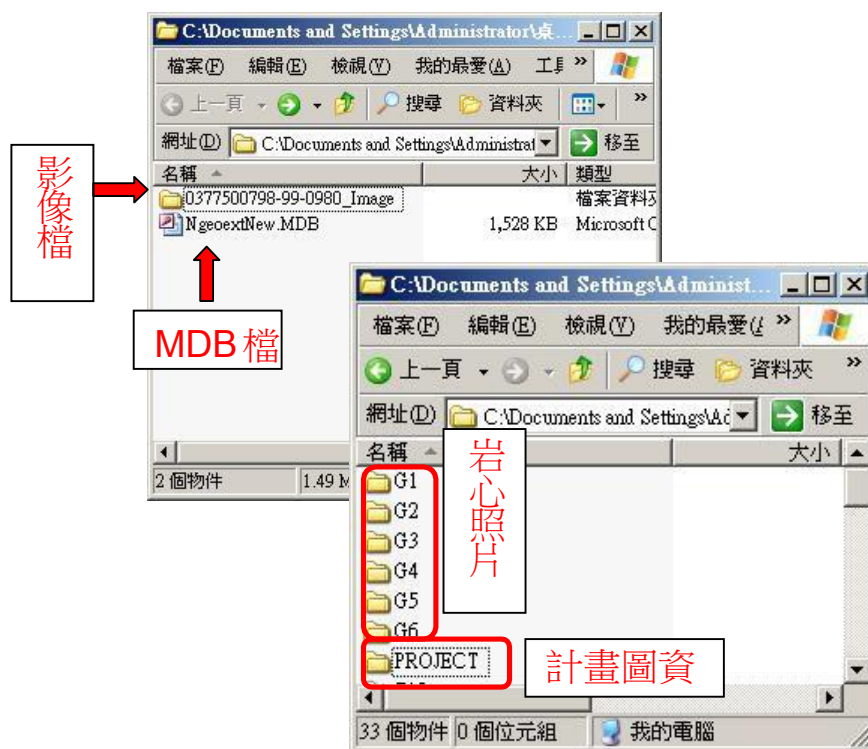 C:\Documents and Settings\Administrator\桌...
檔案(F) 編輯(E) 檢視(V) 我的最愛(A) 工具 »
上一頁 搜尋 資料夾 »
網址(D) C:\Documents and Settings\Administrat 移至
名稱 大小 類型
0377500798-99-0980_Image 檔案資料夾
NgeoextNew.MDB 1,528 KB Microsoft O
2 個物件 1.49 M
影像檔
MDB 檔
C:\Documents and Settings\Administ...
檔案(F) 編輯(E) 檢視(V) 我的最愛(A »
上一頁 搜尋 資料夾 »
網址(D) C:\Documents and Settings\Ad 移至
名稱 大小
G1
G2
G3
G4
G5
G6
PROJECT
岩心照片
計畫圖資
33 個物件 0 個位元組 我的電腦